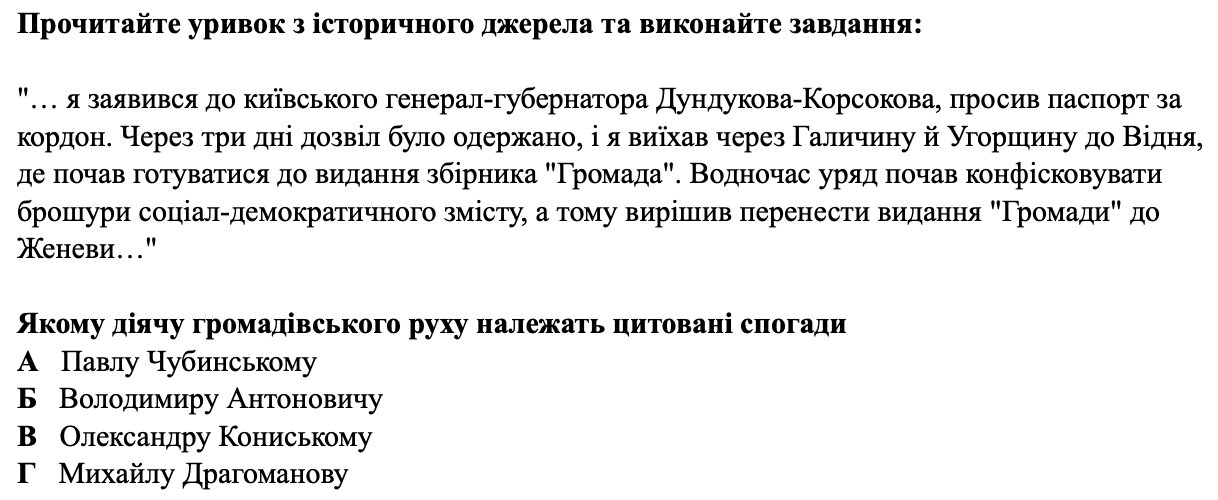 Прочитайте уривок з історичного джерела та виконайте завдання:
"… я заявився до київського генерал-губернатора Дундукова-Корсокова, просив паспорт за
кордон. Через три дні дозвіл було одержано, і я виїхав через Галичину й Угорщину до Відня,
де почав готуватися до видання збірника "Громада". Водночас уряд почав конфісковувати
брошури соціал-демократичного змісту, а тому вирішив перенести видання "Громади" до
Женеви…"
Якому діячу громадівського руху належать цитовані спогади
А Павлу Чубинському
Б Володимиру Антоновичу
В Олександру Кониському
Г Михайлу Драгоманову